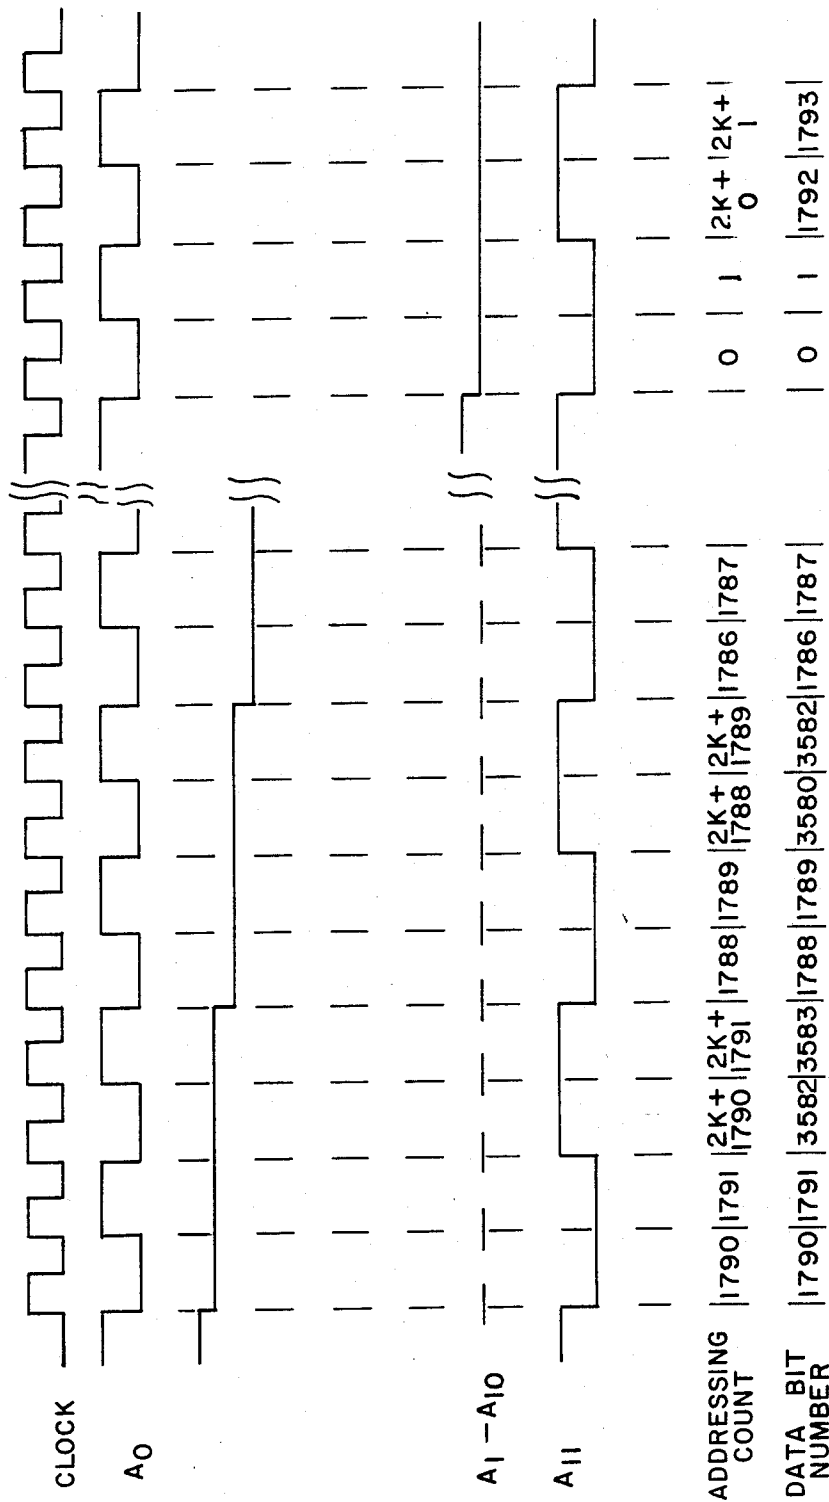 CLOCK
A0
A1 – A10
A11
ADDRESSING COUNT |1790|1791|2K+1790|2K+1791|1788|1789|2K+1788|2K+1789|1786|1787| |0|1|2K+0|2K+1|
DATA BIT NUMBER |1790|1791|3582|3583|1788|1789|3580|3582|1786|1787| |0|1|1792|1793|